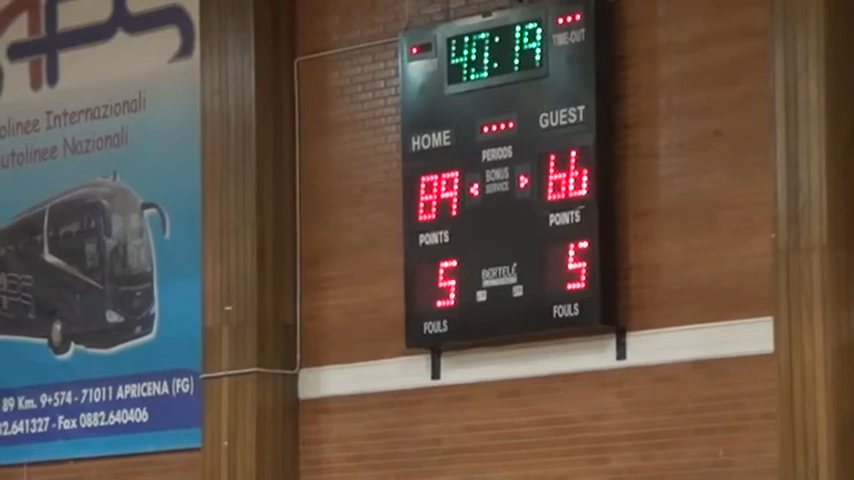 olinee Internazionali
utolinee Nazionali
89 Km. 9+574 - 71011 APRICENA (FG)
2.641327 - Fax 0882.640406
40:19
TIME-OUT
HOME
GUEST
PERIODS
89
BONUS
SERVICE
66
POINTS
POINTS
5
BERTELÈ
5
FOULS
FOULS